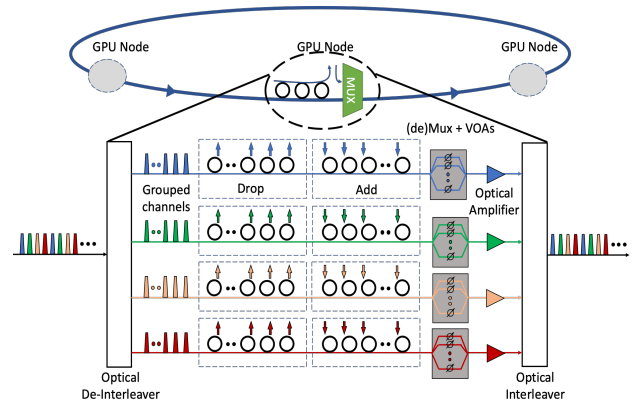 GPU Node
GPU Node
GPU Node
MUX
(de)Mux + VOAs
Grouped
channels
Drop
Add
Optical
Amplifier
Optical
De-Interleaver
Optical
Interleaver